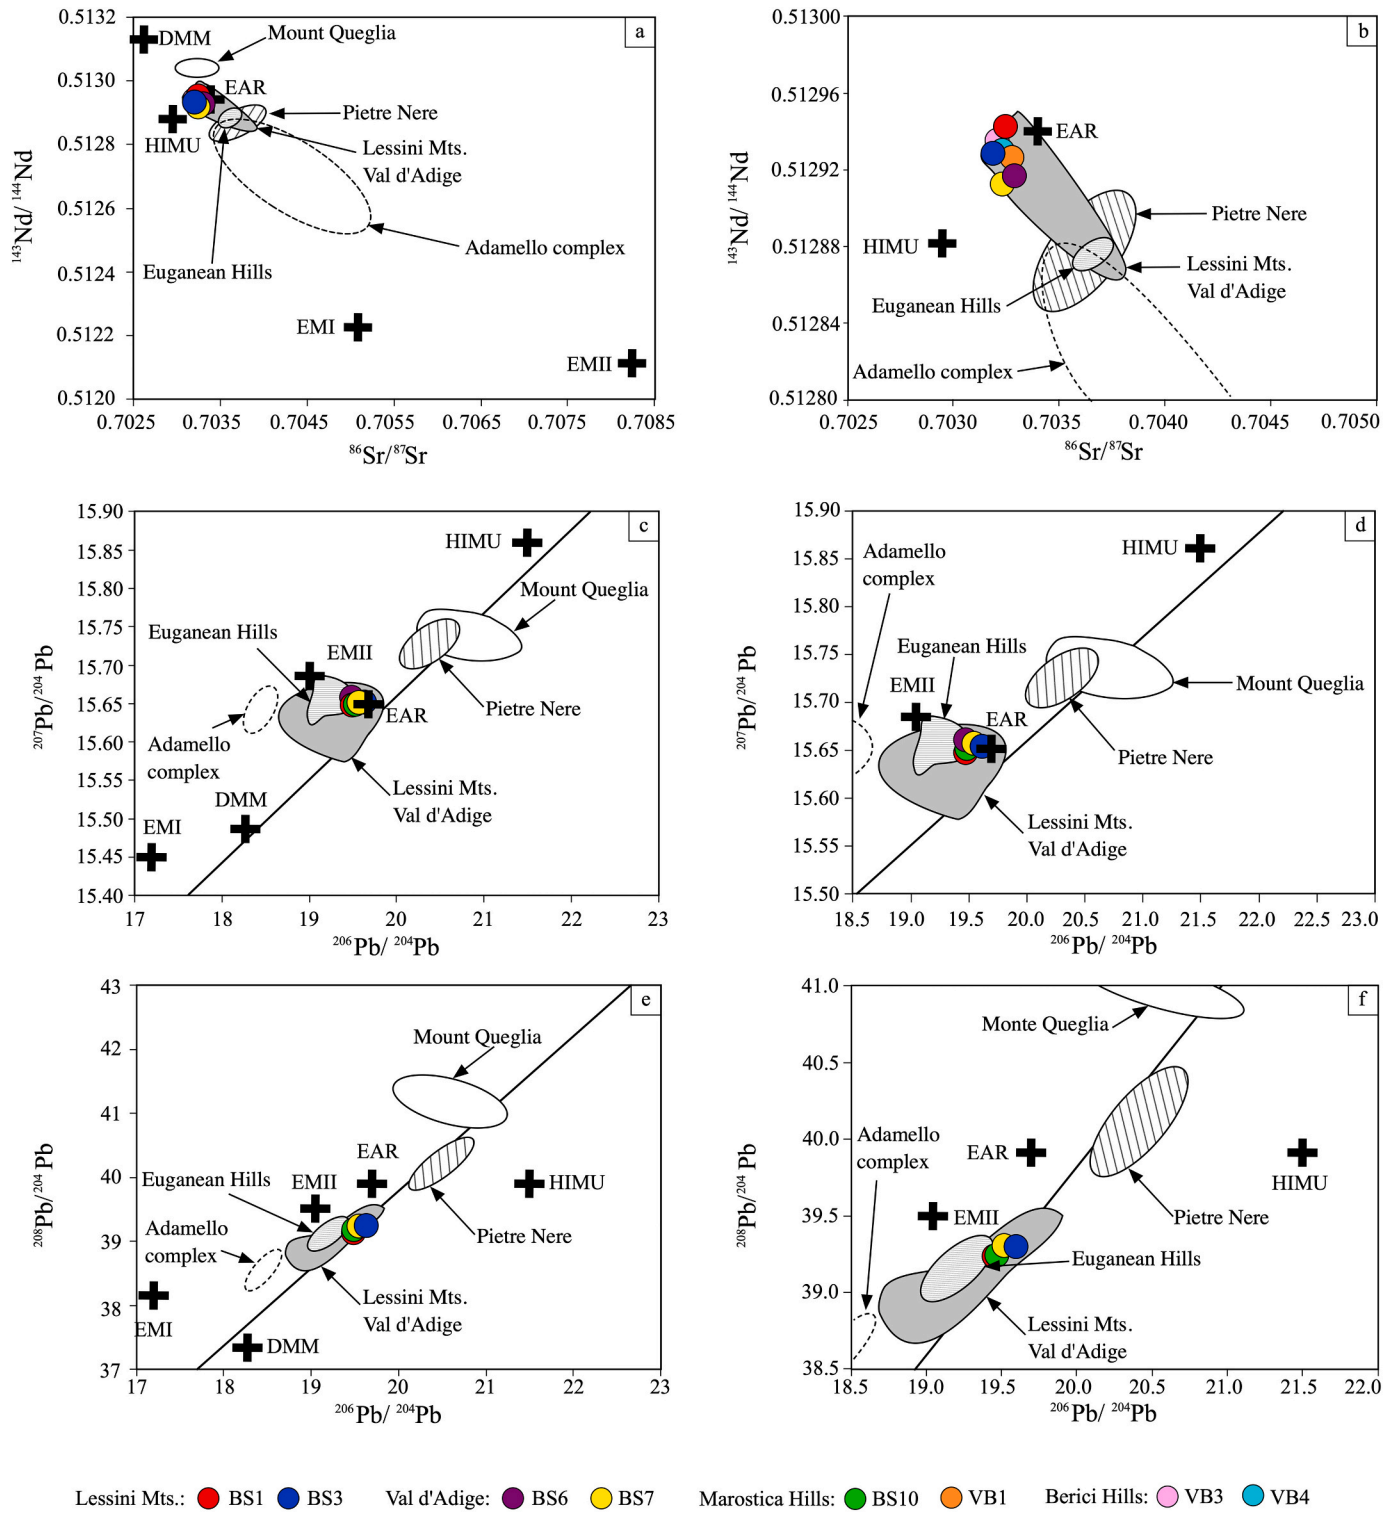 a
0.5132
0.5130
0.5128
0.5126
0.5124
0.5122
0.5120
143Nd/ 144Nd
DMM
Mount Queglia
EAR
Pietre Nere
HIMU
Lessini Mts.
Val d'Adige
Adamello complex
Euganean Hills
EMI
EMII
0.7025 0.7035 0.7045 0.7055 0.7065 0.7075 0.7085
86Sr/87Sr
b
0.51300
0.51296
0.51292
0.51288
0.51284
0.51280
143Nd/ 144Nd
EAR
Pietre Nere
HIMU
Lessini Mts.
Val d'Adige
Euganean Hills
Adamello complex
0.7025 0.7030 0.7035 0.7040 0.7045 0.7050
86Sr/87Sr
c
15.90
15.85
15.80
15.75
15.70
15.65
15.60
15.55
15.50
15.45
15.40
207Pb/204 Pb
HIMU
Mount Queglia
Euganean Hills
EMII
Pietre Nere
EAR
Adamello
complex
Lessini Mts.
Val d'Adige
DMM
EMI
17 18 19 20 21 22 23
206Pb/ 204Pb
d
15.90
15.85
15.80
15.75
15.70
15.65
15.60
15.55
15.50
207Pb/204 Pb
Adamello
complex
HIMU
Euganean Hills
EMII
Mount Queglia
EAR
Pietre Nere
Lessini Mts.
Val d'Adige
18.5 19.0 19.5 20.0 20.5 21.0 21.5 22.0 22.5 23.0
206Pb/ 204Pb
e
43
42
41
40
39
38
37
208Pb/204 Pb
Mount Queglia
EAR
Euganean Hills
EMII
HIMU
Adamello
complex
Pietre Nere
Lessini Mts.
Val d'Adige
EMI
DMM
17 18 19 20 21 22 23
206Pb/ 204Pb
f
41.0
40.5
40.0
39.5
39.0
38.5
208Pb/204 Pb
Monte Queglia
Adamello
complex
EAR
HIMU
EMII
Pietre Nere
Euganean Hills
Lessini Mts.
Val d'Adige
18.5 19.0 19.5 20.0 20.5 21.0 21.5 22.0
206Pb/ 204Pb
Lessini Mts.: BS1 BS3 Val d'Adige: BS6 BS7 Marostica Hills: BS10 VB1 Berici Hills: VB3 VB4